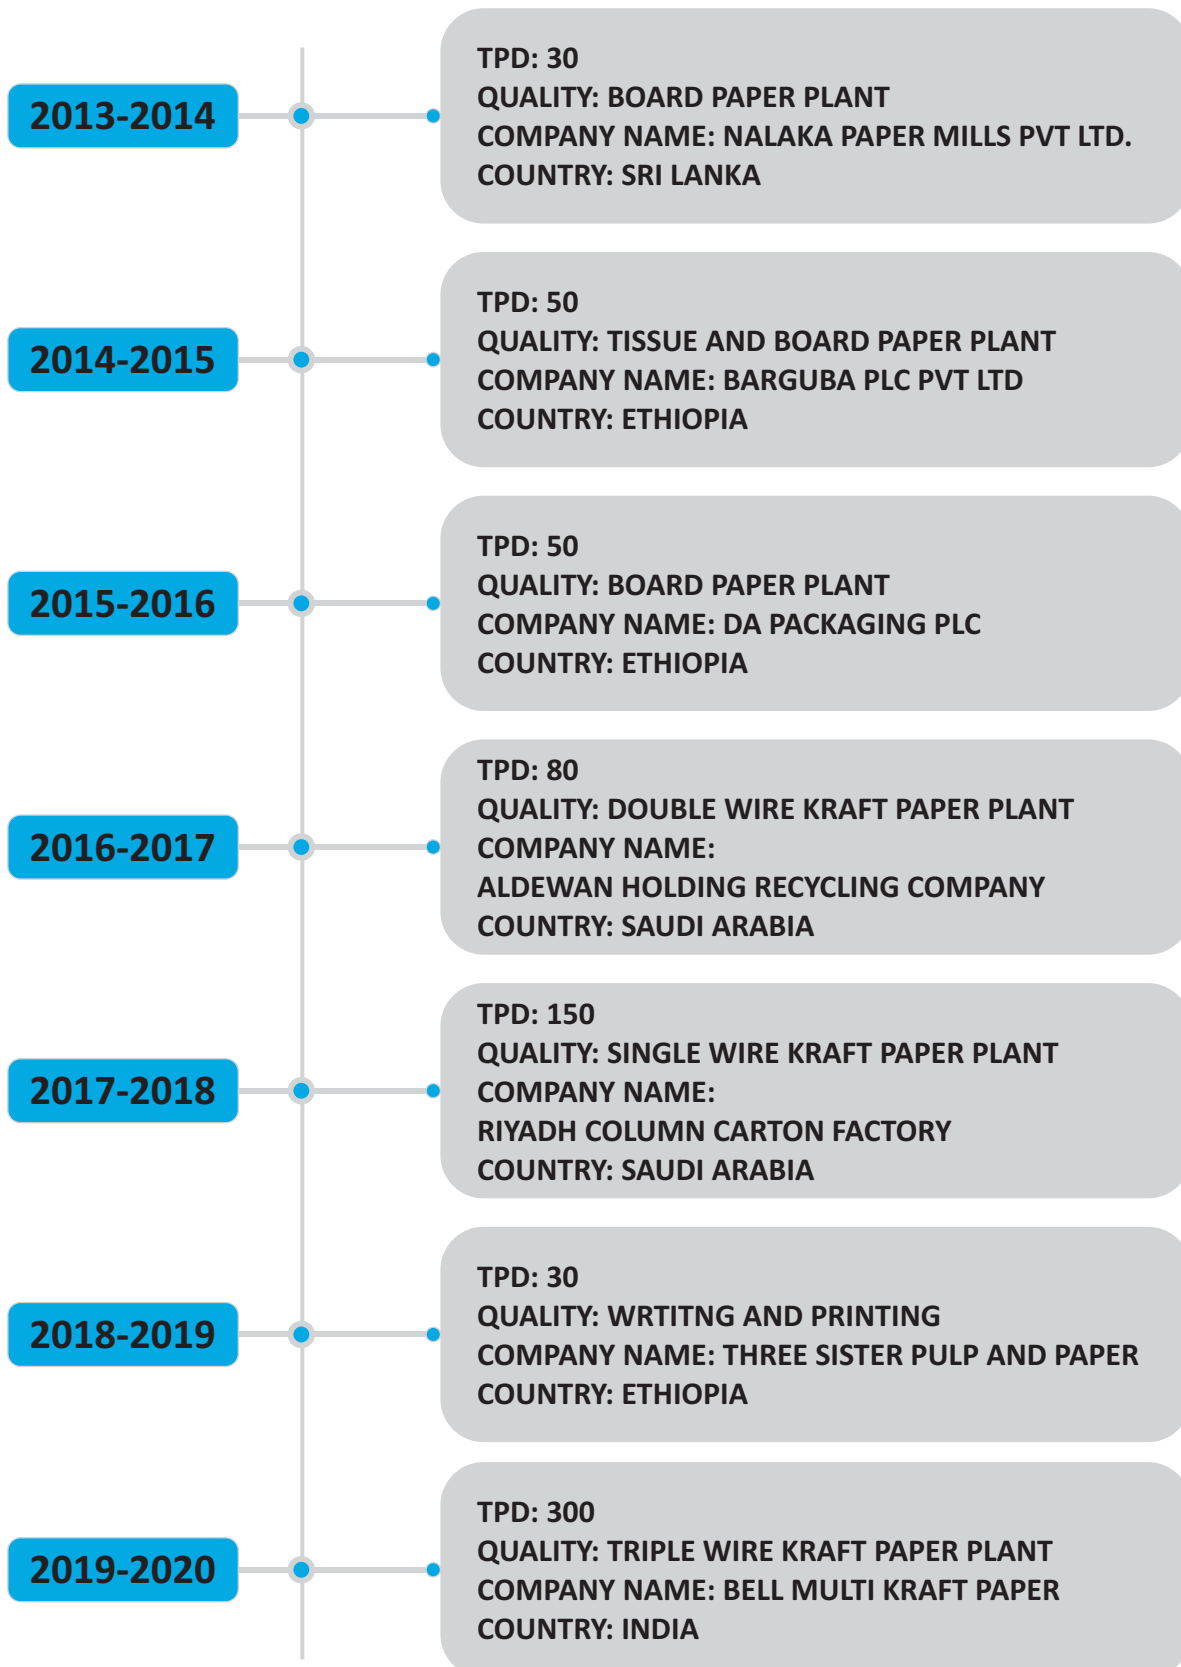 2013-2014
TPD: 30
QUALITY: BOARD PAPER PLANT
COMPANY NAME: NALAKA PAPER MILLS PVT LTD.
COUNTRY: SRI LANKA
2014-2015
TPD: 50
QUALITY: TISSUE AND BOARD PAPER PLANT
COMPANY NAME: BARGUBA PLC PVT LTD
COUNTRY: ETHIOPIA
2015-2016
TPD: 50
QUALITY: BOARD PAPER PLANT
COMPANY NAME: DA PACKAGING PLC
COUNTRY: ETHIOPIA
2016-2017
TPD: 80
QUALITY: DOUBLE WIRE KRAFT PAPER PLANT
COMPANY NAME:
ALDEWAN HOLDING RECYCLING COMPANY
COUNTRY: SAUDI ARABIA
2017-2018
TPD: 150
QUALITY: SINGLE WIRE KRAFT PAPER PLANT
COMPANY NAME:
RIYADH COLUMN CARTON FACTORY
COUNTRY: SAUDI ARABIA
2018-2019
TPD: 30
QUALITY: WRTITNG AND PRINTING
COMPANY NAME: THREE SISTER PULP AND PAPER
COUNTRY: ETHIOPIA
2019-2020
TPD: 300
QUALITY: TRIPLE WIRE KRAFT PAPER PLANT
COMPANY NAME: BELL MULTI KRAFT PAPER
COUNTRY: INDIA